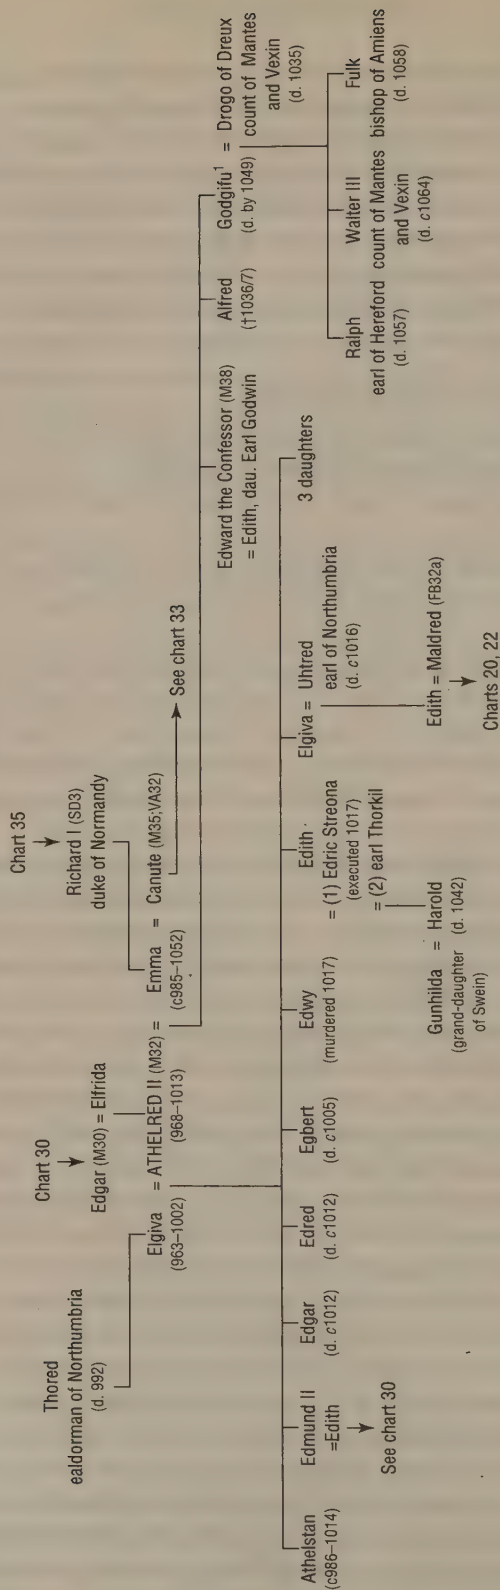 Chart 30
Chart 35
Thored
ealdorman of Northumbria
(d. 992)
Edgar (M30) = Elfrida
Richard I (SD3)
duke of Normandy
Elgiva
(963–1002)
= ATHELRED II (M32) =
(968–1013)
Emma
(c985–1052)
= Canute (M35;VA32)
See chart 33
Edward the Confessor (M38)
= Edith, dau. Earl Godwin
Alfred
(†1036/7)
Godgifu¹
(d. by 1049)
= Drogo of Dreux
count of Mantes
and Vexin
(d. 1035)
Athelstan
(c986–1014)
Edmund II
=Edith
See chart 30
Edgar
(d. c1012)
Edred
(d. c1012)
Egbert
(d. c1005)
Edwy
(murdered 1017)
Edith
= (1) Edric Streona
(executed 1017)
= (2) earl Thorkil
Elgiva = Uhtred
earl of Northumbria
(d. c1016)
3 daughters
Ralph
earl of Hereford
(d. 1057)
Walter III
count of Mantes
and Vexin
(d. c1064)
Fulk
bishop of Amiens
(d. 1058)
Gunhilda = Harold
(grand-daughter
of Swein)
(d. 1042)
Edith = Maldred (FB32a)
Charts 20, 22